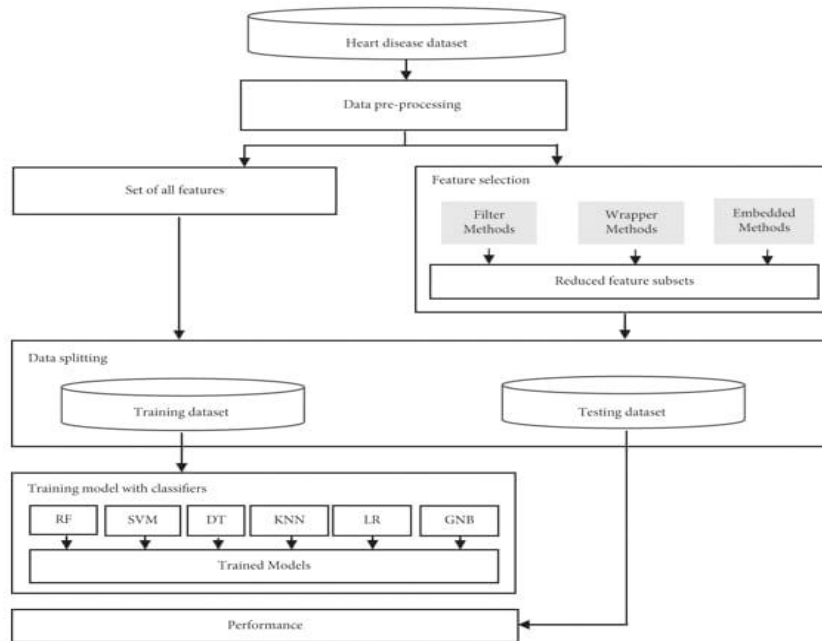 Heart disease dataset
Data pre-processing
Set of all features
Feature selection
Filter
Methods
Wrapper
Methods
Embedded
Methods
Reduced feature subsets
Data splitting
Training dataset
Testing dataset
Training model with classifiers
RF
SVM
DT
KNN
LR
GNB
Trained Models
Performance